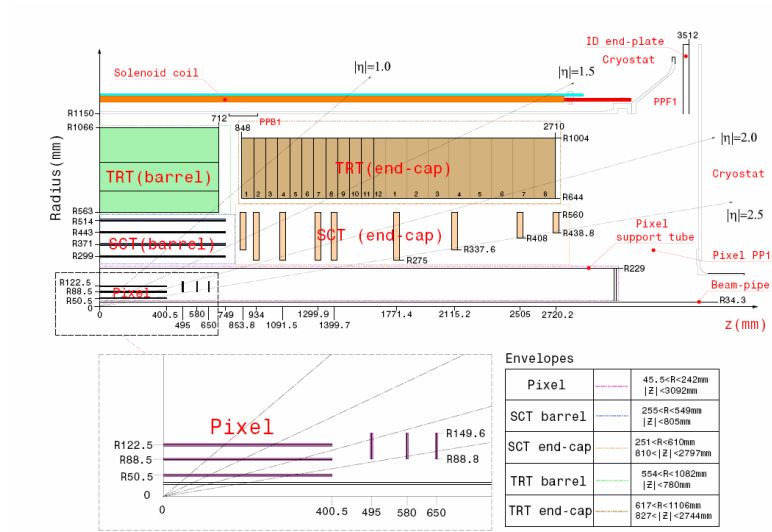 ID end-plate
3512
Cryostat
η
|η|=1.0
|η|=1.5
Solenoid coil
PPF1
R1150
R1066
712
PPB1
848
2710
R1004
|η|=2.0
TRT(barrel)
TRT(end-cap)
Cryostat
Radius(mm)
1 2 3 4 5 6 7 8 9 10 11 12 1 2 3 4 5 6 7 8
R644
R563
R514
R443
R371
R299
SCT(barrel)
SCT (end-cap)
R560
R438.8
R408
R337.6
R275
|η|=2.5
Pixel
support tube
R229
Pixel PP1
Beam-pipe
R122.5
R88.5
R50.5
Pixel
R34.3
0
0 400.5 580 749 934 1299.9 1771.4 2115.2 2506 2720.2
495 650 853.8 1091.5 1399.7
z(mm)
Envelopes
Pixel
45.5<R<242mm
|Z|<3092mm
SCT barrel
255<R<549mm
|Z|<805mm
SCT end-cap
251<R<610mm
810<|Z|<2797mm
TRT barrel
554<R<1082mm
|Z|<780mm
TRT end-cap
617<R<1106mm
827<|Z|<2744mm
Pixel
R122.5
R88.5
R50.5
0
R149.6
R88.8
400.5 495 580 650